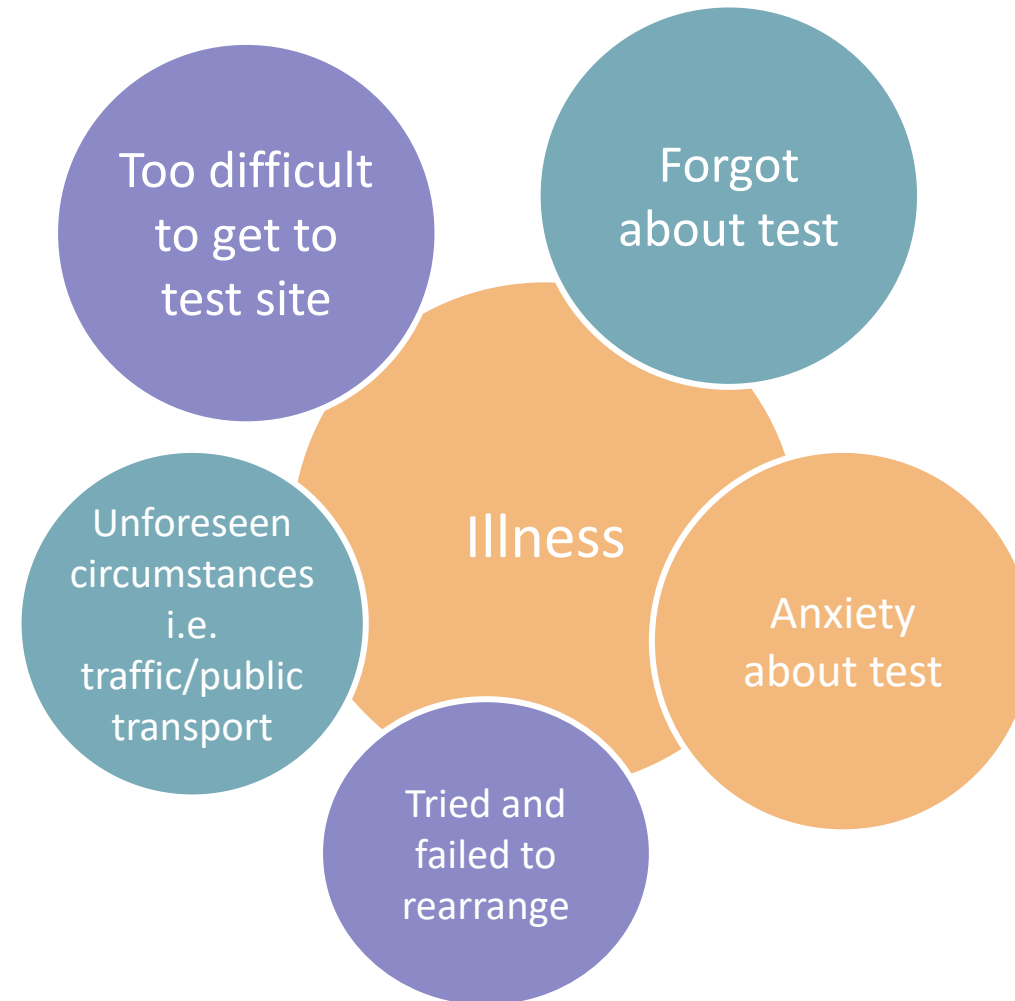 Too difficult
to get to
test site
Forgot
about test
Illness
Unforeseen
circumstances
i.e.
traffic/public
transport
Anxiety
about test
Tried and
failed to
rearrange